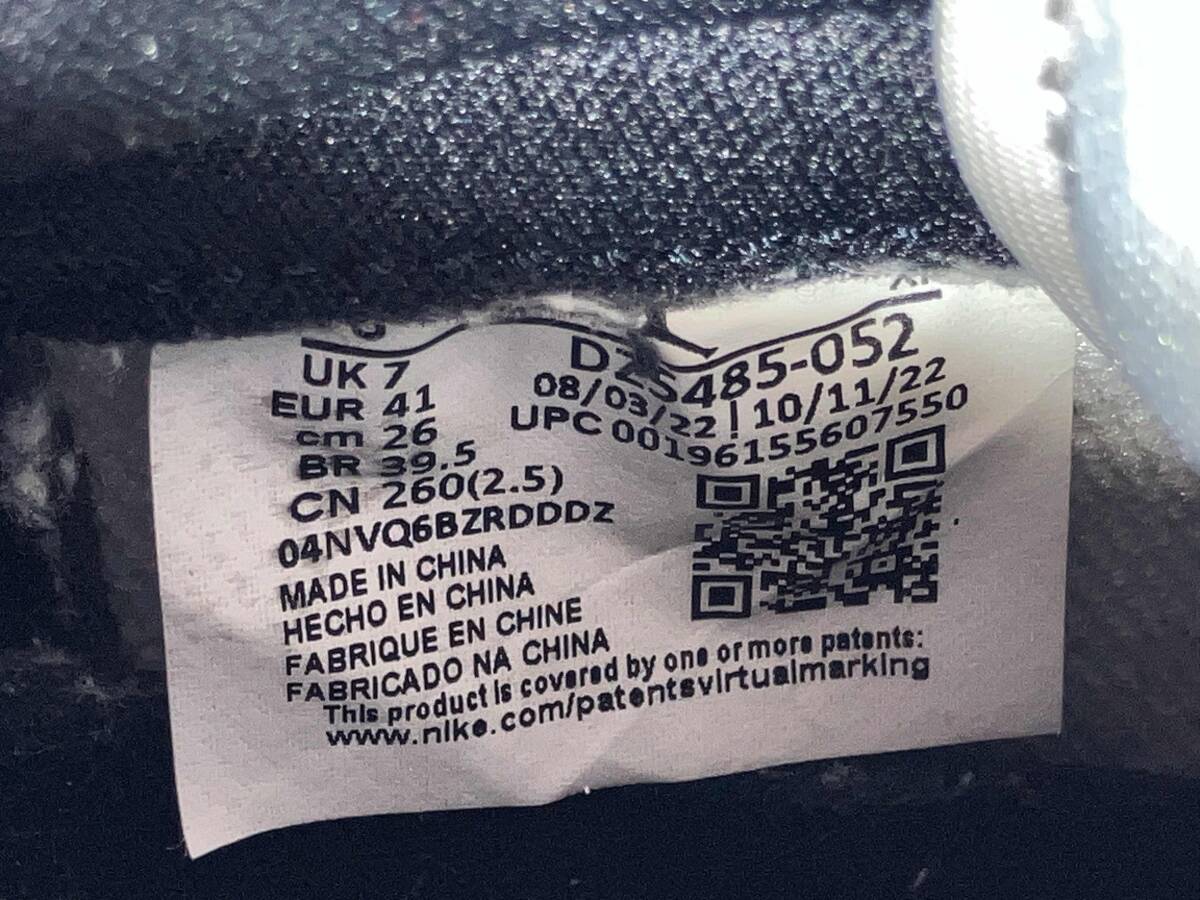 UK 7
EUR 41
cm 26
BR 39.5
CN 260(2.5)
04NVQ6BZRDDDZ
MADE IN CHINA
HECHO EN CHINA
FABRIQUE EN CHINE
FABRICADO NA CHINA
This product is covered by one or more patents:
www.nike.com/patentsvirtualmarking
DZ5485-052
08/03/22 | 10/11/22
UPC 00196155607550